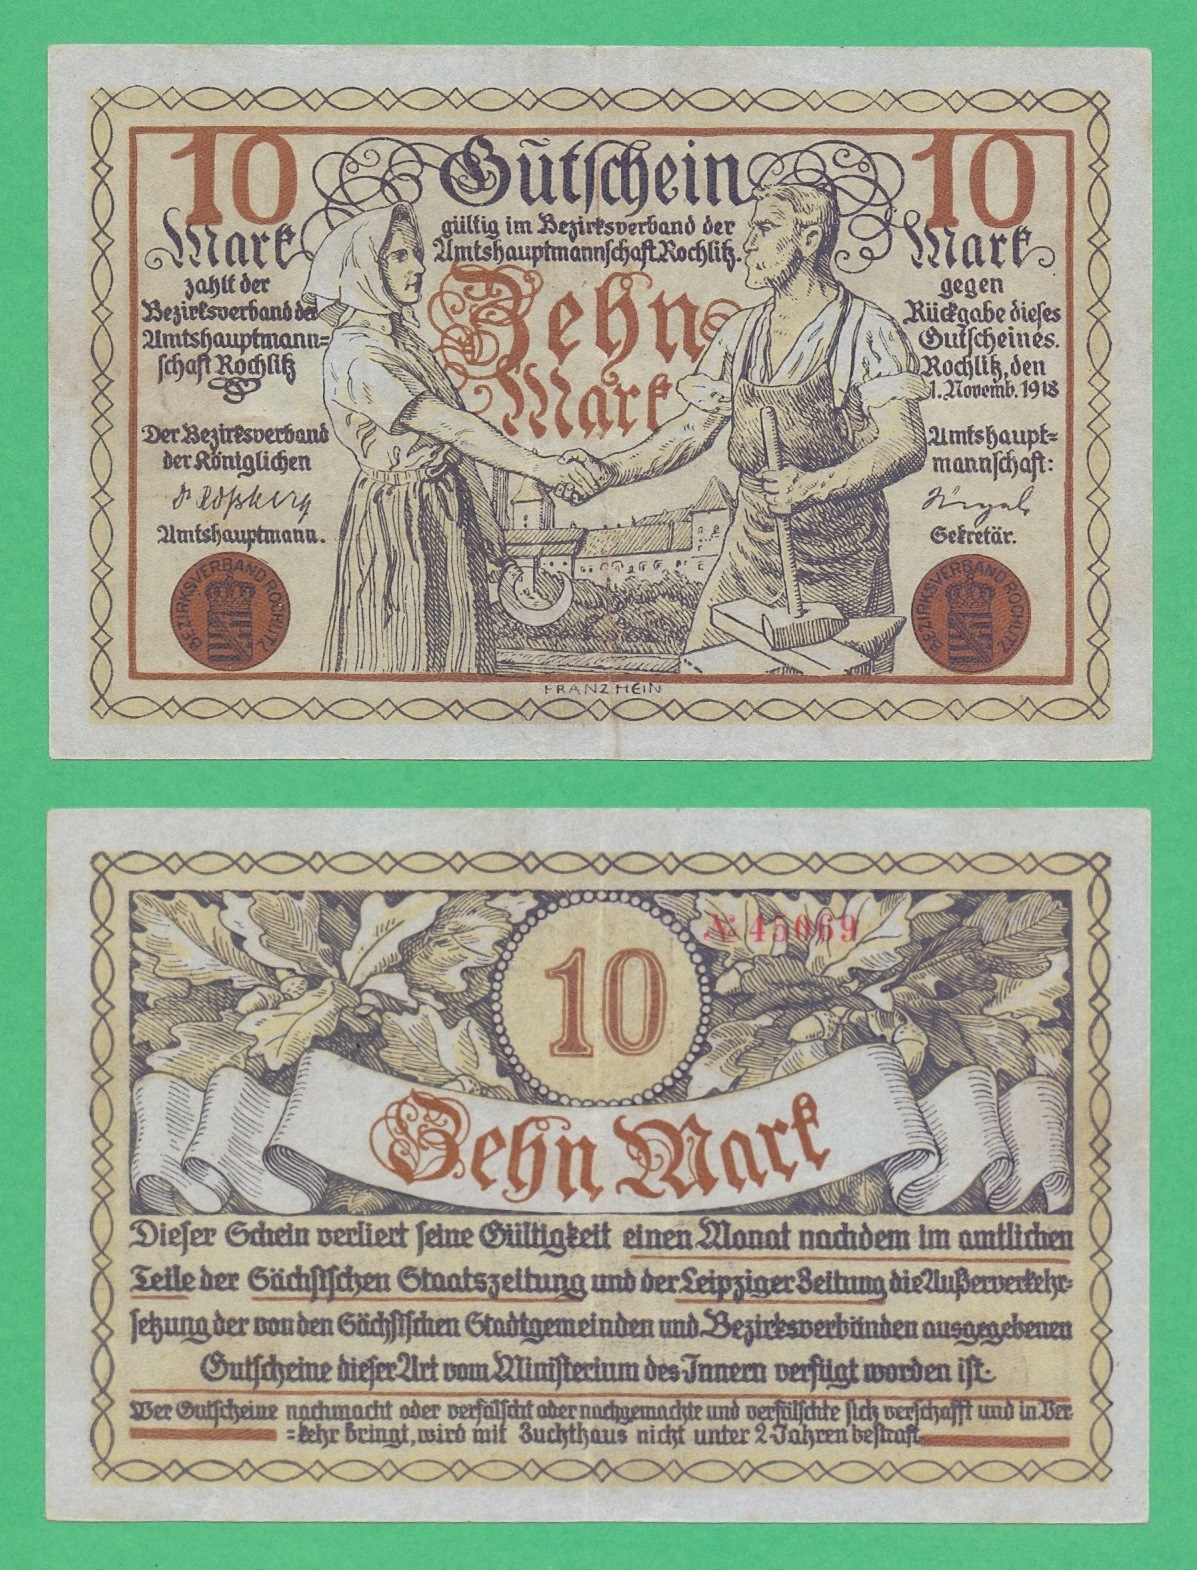 10
Mark
zahlt der
Bezirksverband der
Amtshauptmann=
schaft Rochlitz
Der Bezirksverband
der Königlichen
Amtshauptmann.
BEZIRKSVERBAND ROCHLITZ
Gutschein
gültig im Bezirksverband der
Amtshauptmannschaft Rochlitz.
Zehn
Mark
10
Mark
gegen
Rückgabe dieses
Gutscheines.
Rochlitz, den
1. Novemb. 1918
Amtshaupt=
mannschaft:
Sekretär.
BEZIRKSVERBAND ROCHLITZ
FRANZ HEIN
№ 45069
10
Zehn Mark
Dieser Schein verliert seine Gültigkeit einen Monat nachdem im amtlichen
Teile der Sächsischen Staatszeitung und der Leipziger Zeitung die Außerverkehr=
setzung der von den Sächsischen Stadtgemeinden und Bezirksverbänden ausgegebenen
Gutscheine dieser Art vom Ministerium des Innern verfügt worden ist.
Wer Gutscheine nachmacht oder verfälscht oder nachgemachte und verfälschte sich verschafft und in Ver
=kehr bringt, wird mit Zuchthaus nicht unter 2 Jahren bestraft.